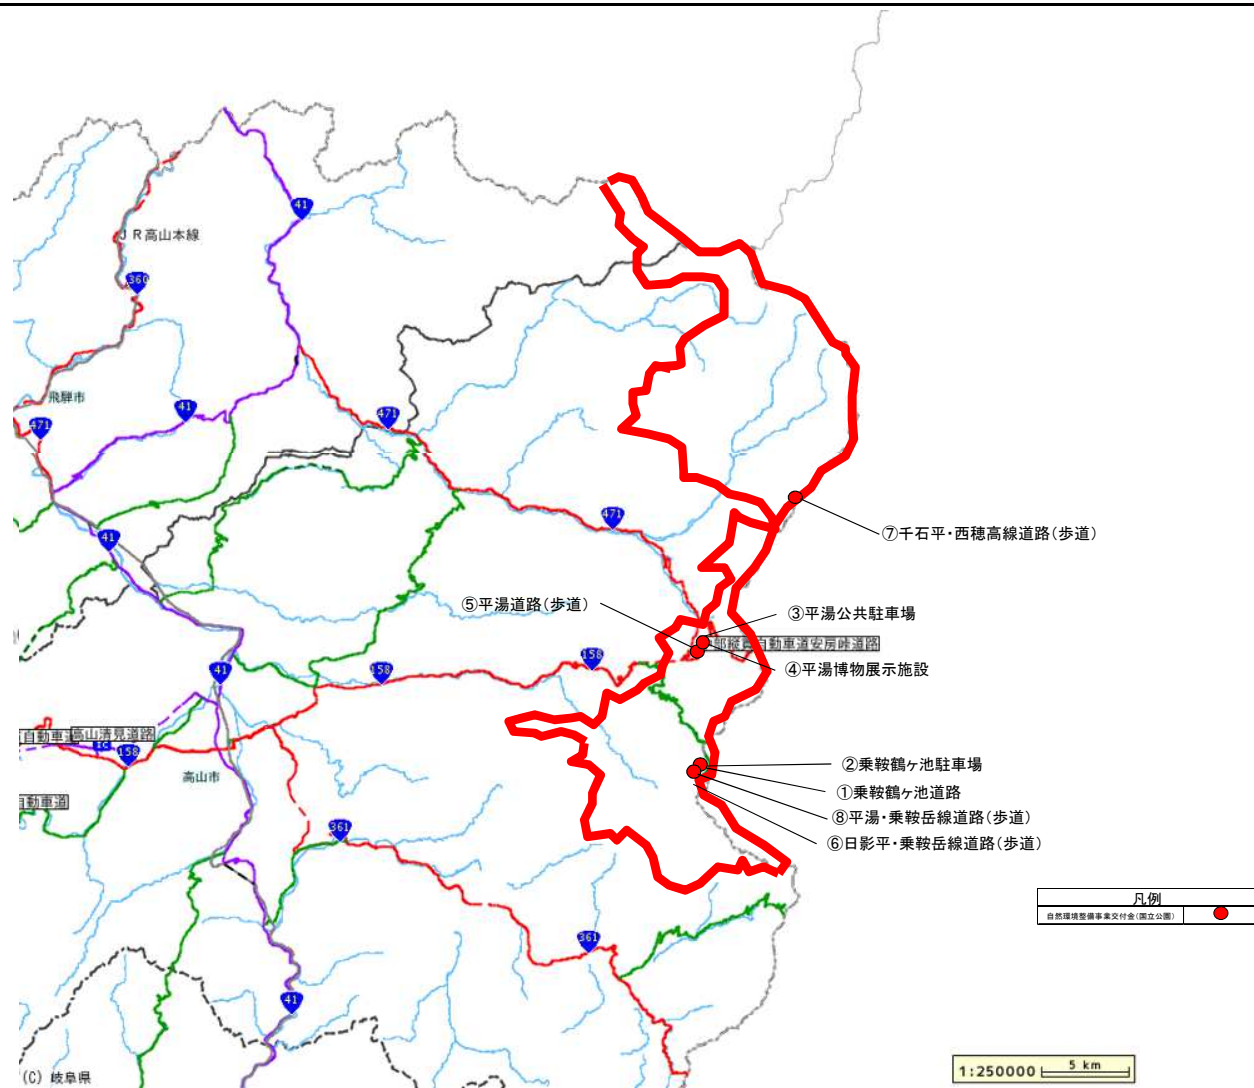 41
JR高山本線
360
飛騨市
41
471
471
471
41
⑦千石平・西穂高線道路(歩道)
⑤平湯道路(歩道)
③平湯公共駐車場
部縦貫自動車道安房峠道路
④平湯博物展示施設
158
158
41
自動車道
高山清見道路
IC
158
高山市
自動車道
②乗鞍鶴ヶ池駐車場
①乗鞍鶴ヶ池道路
⑧平湯・乗鞍岳線道路(歩道)
⑥日影平・乗鞍岳線道路(歩道)
361
凡例
自然環境整備事業交付金(国立公園)
361
41
(C) 岐阜県
1:250000 5 km